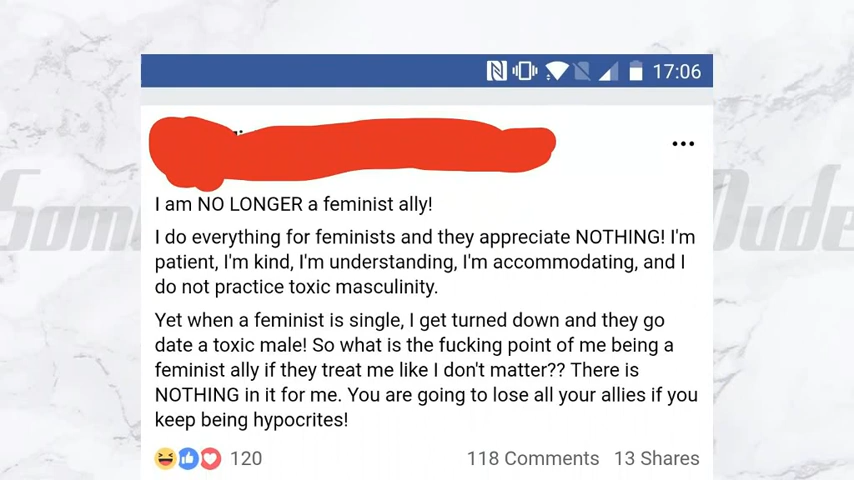 17:06
I am NO LONGER a feminist ally!
I do everything for feminists and they appreciate NOTHING! I'm
patient, I'm kind, I'm understanding, I'm accommodating, and I
do not practice toxic masculinity.
Yet when a feminist is single, I get turned down and they go
date a toxic male! So what is the fucking point of me being a
feminist ally if they treat me like I don't matter?? There is
NOTHING in it for me. You are going to lose all your allies if you
keep being hypocrites!
120 118 Comments 13 Shares
Dude